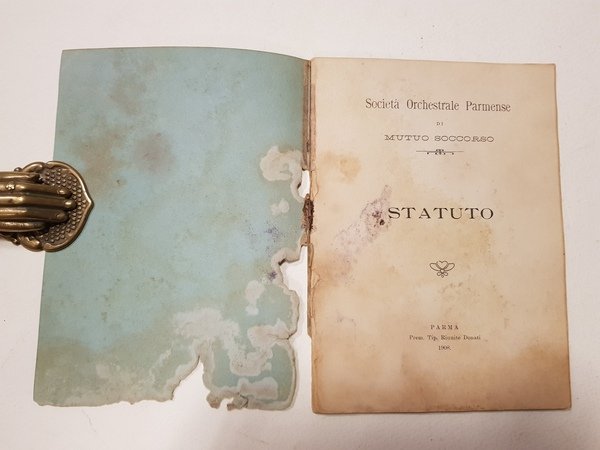 Società Orchestrale Parmense
DI
MUTUO SOCCORSO
STATUTO
PARMA
Prem. Tip. Riunite Donati
1908.